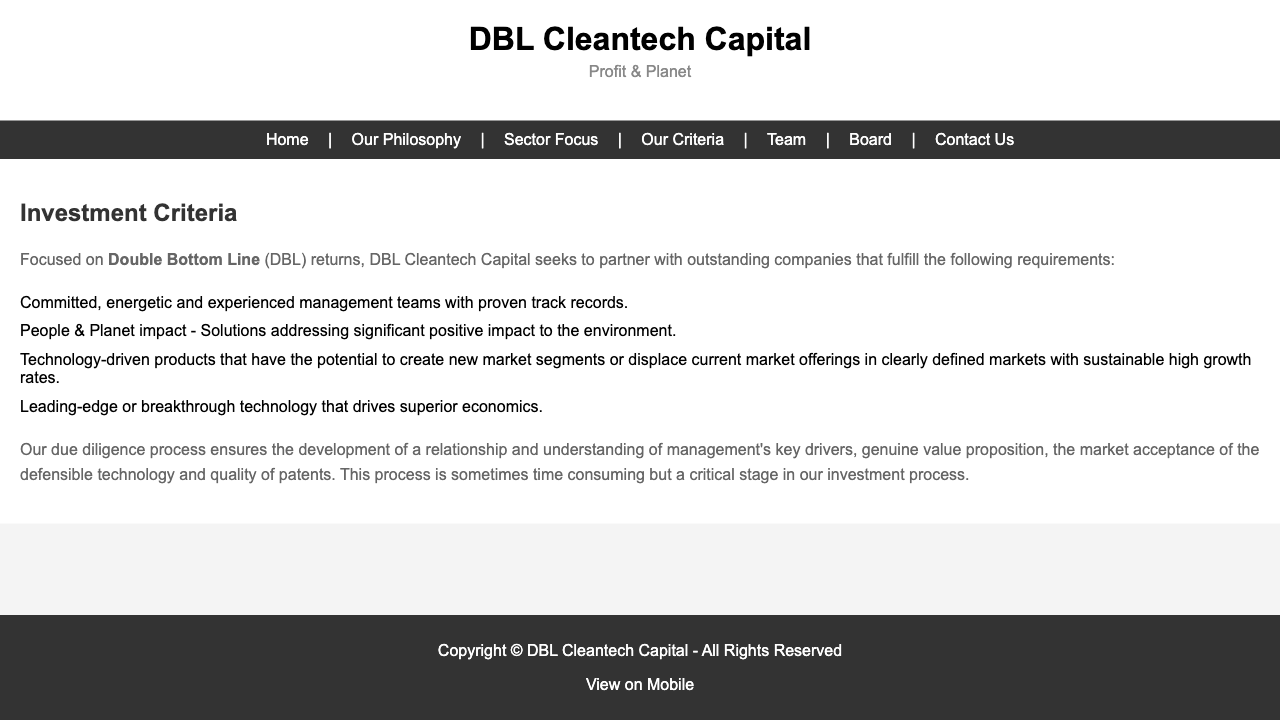 DBL Cleantech Capital
Profit & Planet
Home | Our Philosophy | Sector Focus | Our Criteria | Team | Board | Contact Us
Investment Criteria
Focused on Double Bottom Line (DBL) returns, DBL Cleantech Capital seeks to partner with outstanding companies that fulfill the following requirements:
Committed, energetic and experienced management teams with proven track records.
People & Planet impact - Solutions addressing significant positive impact to the environment.
Technology-driven products that have the potential to create new market segments or displace current market offerings in clearly defined markets with sustainable high growth
rates.
Leading-edge or breakthrough technology that drives superior economics.
Our due diligence process ensures the development of a relationship and understanding of management's key drivers, genuine value proposition, the market acceptance of the
defensible technology and quality of patents. This process is sometimes time consuming but a critical stage in our investment process.
Copyright © DBL Cleantech Capital - All Rights Reserved
View on Mobile